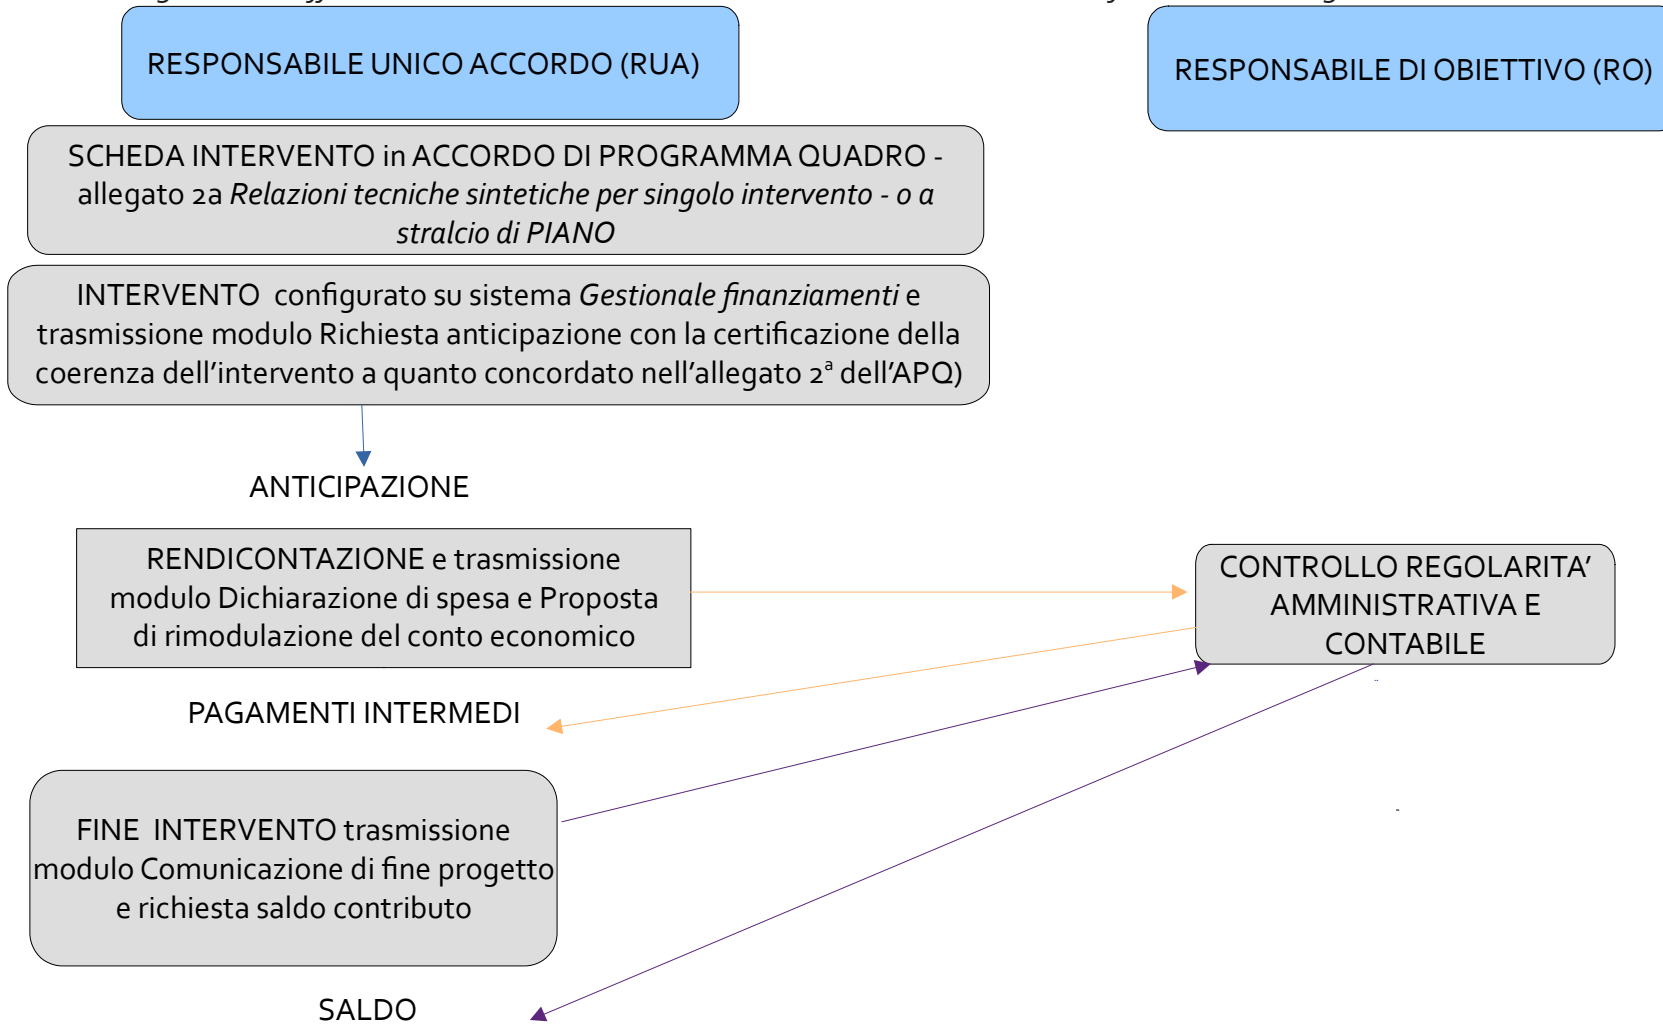 RESPONSABILE UNICO ACCORDO (RUA)
RESPONSABILE DI OBIETTIVO (RO)
SCHEDA INTERVENTO in ACCORDO DI PROGRAMMA QUADRO -
allegato 2a Relazioni tecniche sintetiche per singolo intervento - o a
stralcio di PIANO
INTERVENTO configurato su sistema Gestionale finanziamenti e
trasmissione modulo Richiesta anticipazione con la certificazione della
coerenza dell’intervento a quanto concordato nell’allegato 2ª dell’APQ)
ANTICIPAZIONE
RENDICONTAZIONE e trasmissione
modulo Dichiarazione di spesa e Proposta
di rimodulazione del conto economico
CONTROLLO REGOLARITA’
AMMINISTRATIVA E
CONTABILE
PAGAMENTI INTERMEDI
FINE INTERVENTO trasmissione
modulo Comunicazione di fine progetto
e richiesta saldo contributo
SALDO